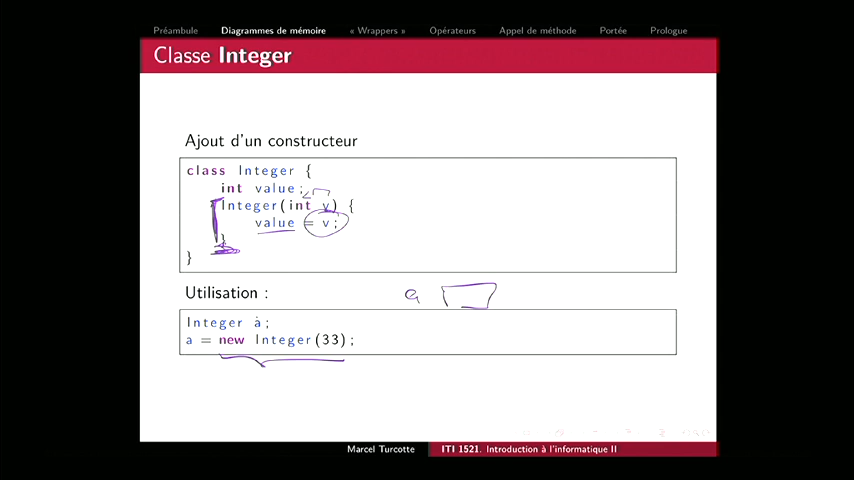 Préambule Diagrammes de mémoire « Wrappers » Opérateurs Appel de méthode Portée Prologue
Classe Integer
Ajout d'un constructeur
class Integer {
int value;
Integer(int v) {
value = v;
}
}
Utilisation :
a
Integer a;
a = new Integer(33);
Marcel Turcotte ITI 1521. Introduction à l'informatique II